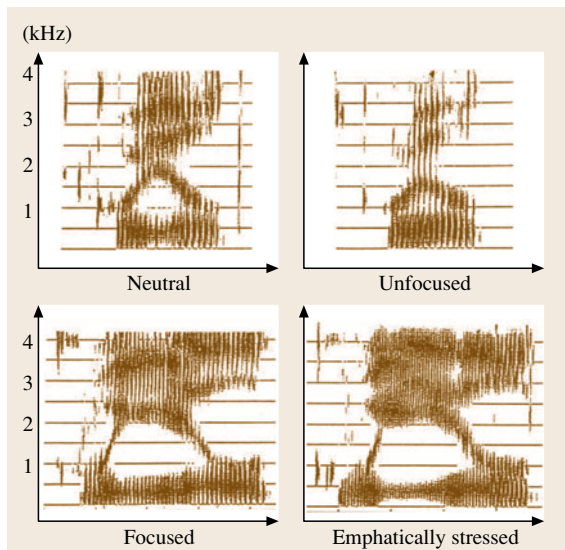 (kHz)
4
3
2
1
Neutral
Unfocused
4
3
2
1
Focused
Emphatically stressed